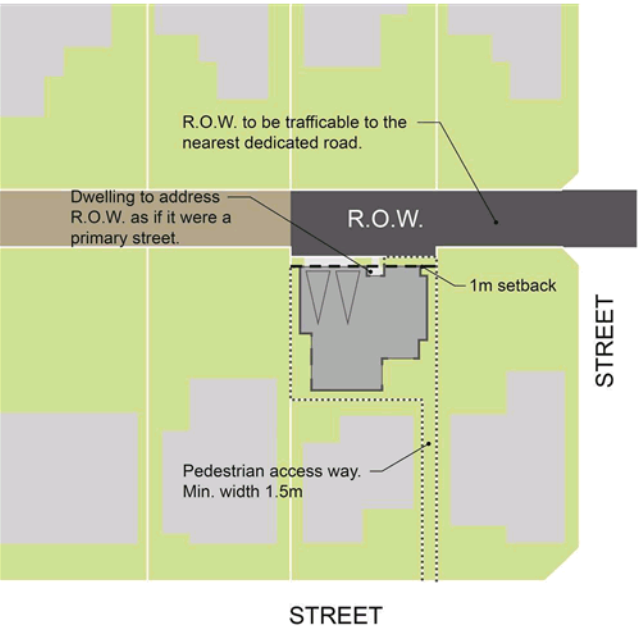 R.O.W. to be trafficable to the
nearest dedicated road.
Dwelling to address
R.O.W. as if it were a
primary street.
R.O.W.
1m setback
STREET
Pedestrian access way.
Min. width 1.5m
STREET